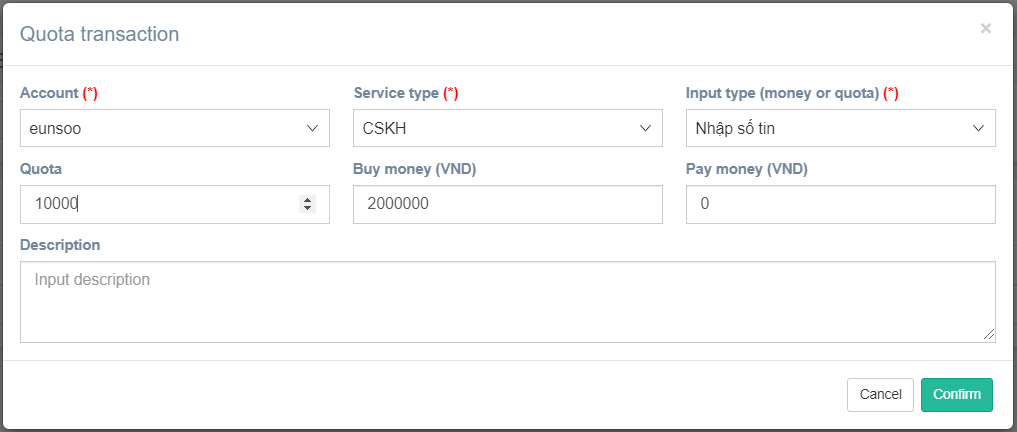 Quota transaction ×
Account (*) Service type (*) Input type (money or quota) (*)
eunsoo CSKH Nhập số tin
Quota Buy money (VND) Pay money (VND)
10000 2000000 0
Description
Input description
Cancel Confirm